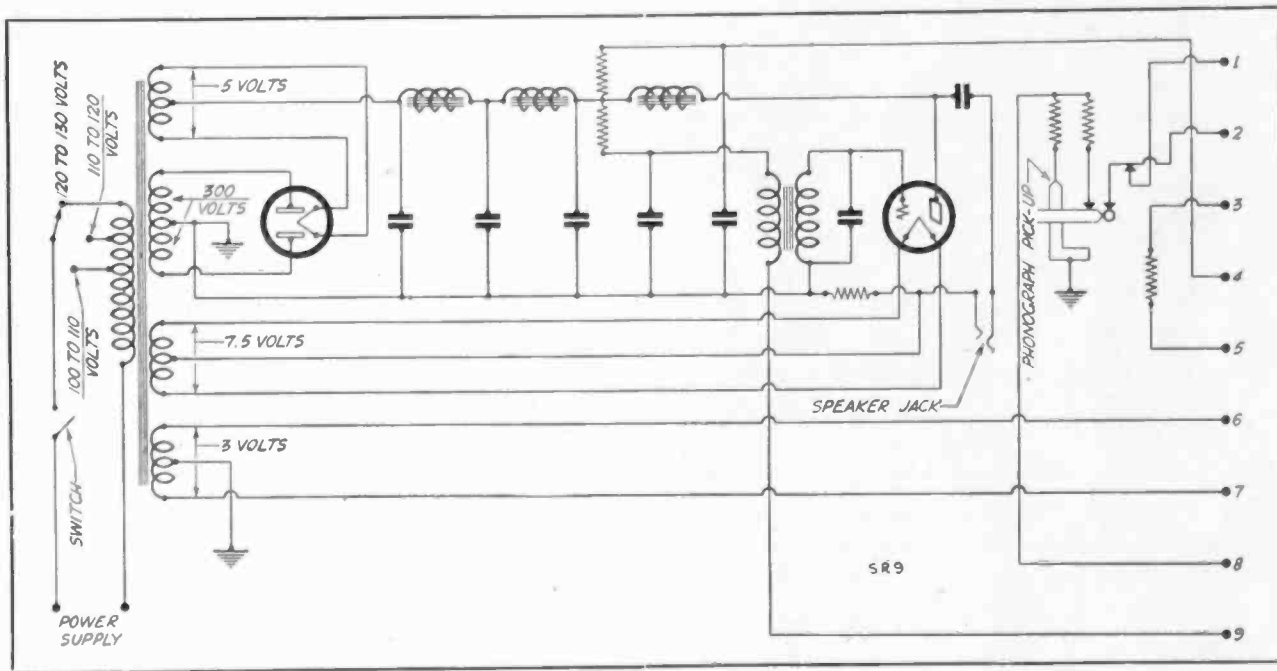 120 TO 130 VOLTS
110 TO 120
VOLTS
100 TO 110
VOLTS
SWITCH
POWER
SUPPLY
5 VOLTS
300
VOLTS
7.5 VOLTS
3 VOLTS
SPEAKER JACK
PHONOGRAPH PICK-UP
SR9
1
2
3
4
5
6
7
8
9